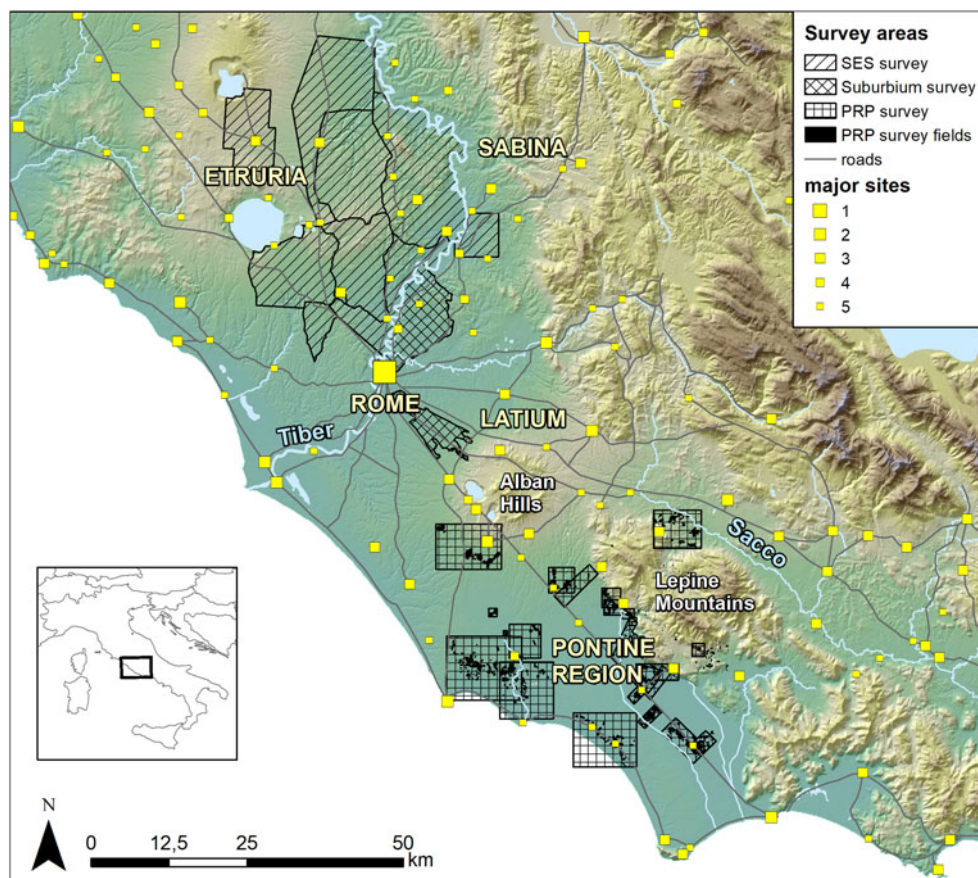 Survey areas
SES survey
Suburbium survey
PRP survey
PRP survey fields
roads
major sites
1
2
3
4
5
SABINA
ETRURIA
ROME
LATIUM
Tiber
Alban
Hills
Sacco
Lepine
Mountains
PONTINE
REGION
N
0 12,5 25 50
km